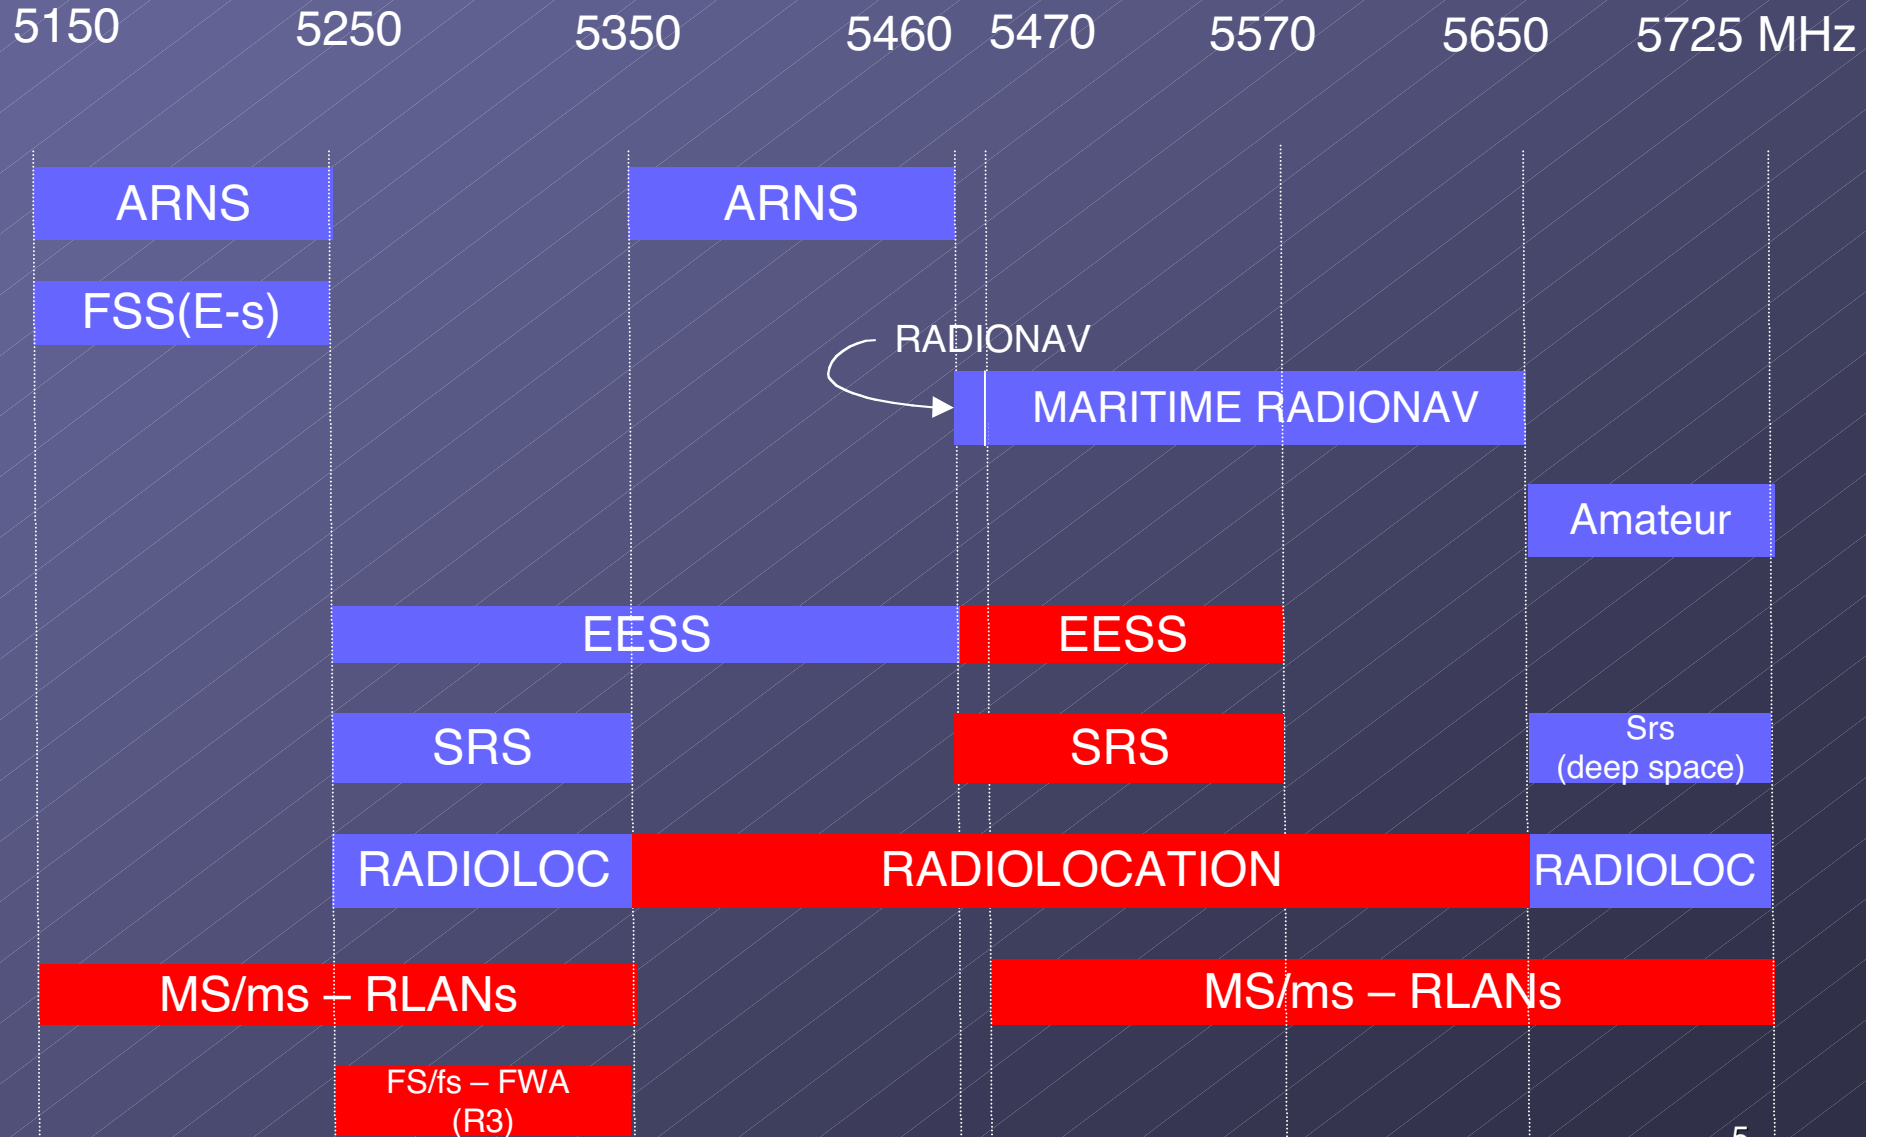 5150 5250 5350 5460 5470 5570 5650 5725 MHz
ARNS ARNS
FSS(E-s)
RADIONAV
MARITIME RADIONAV
Amateur
EESS EESS
SRS SRS Srs
(deep space)
RADIOLOC RADIOLOCATION RADIOLOC
MS/ms – RLANs MS/ms – RLANs
FS/fs – FWA
(R3)
5